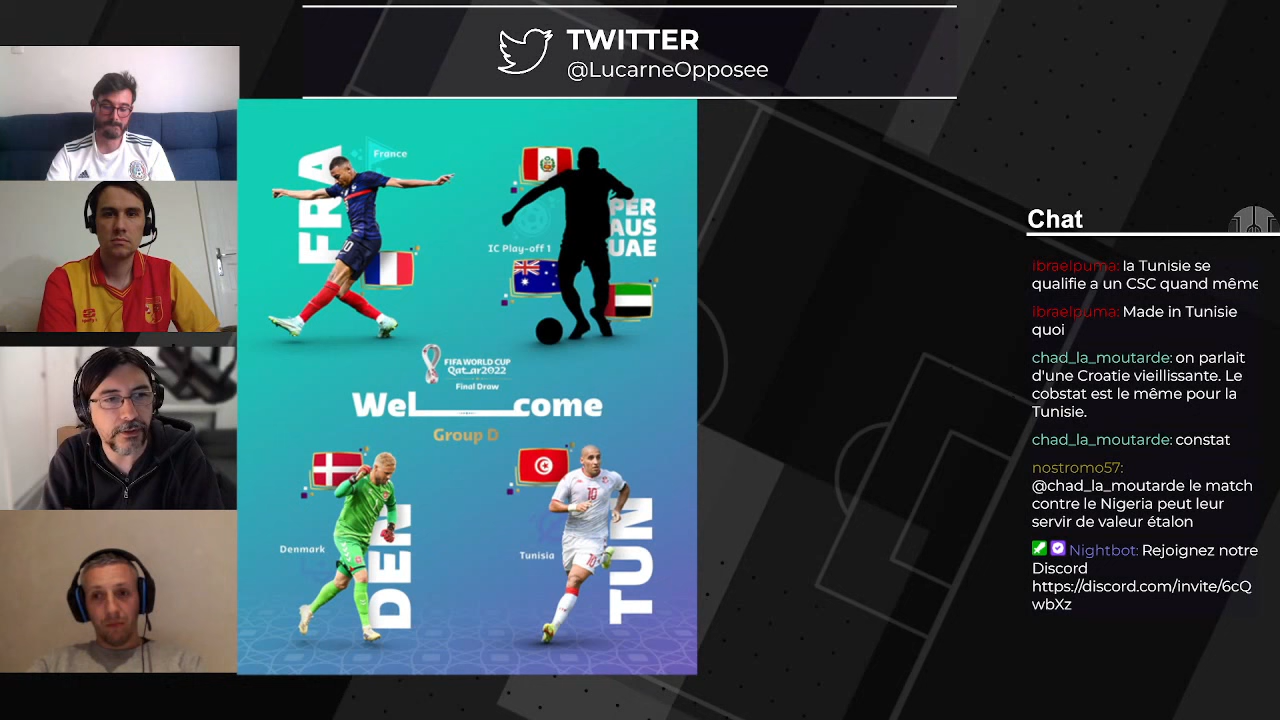 TWITTER
@LucarneOpposee
FRA
France
PER
AUS
UAE
IC Play-off 1
FIFA WORLD CUP
Qatar2022
Final Draw
Welcome
Group D
DEN
Denmark
TUN
Tunisia
10
10
Chat
ibraelpuma: la Tunisie se
qualifie a un CSC quand même
ibraelpuma: Made in Tunisie
quoi
chad_la_moutarde: on parlait
d'une Croatie vieillissante. Le
cobstat est le même pour la
Tunisie.
chad_la_moutarde: constat
nostromo57:
@chad_la_moutarde le match
contre le Nigeria peut leur
servir de valeur étalon
Nightbot: Rejoignez notre
Discord
https://discord.com/invite/6cQ
wbXz